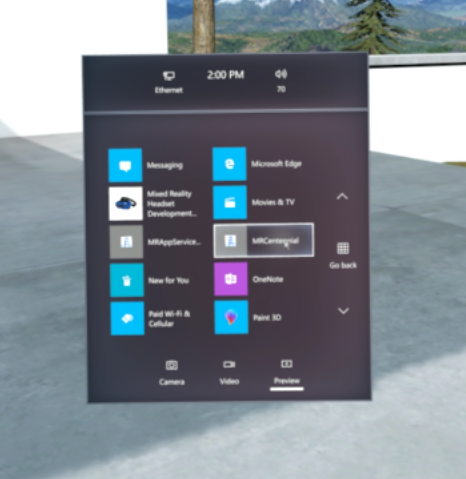 2:00 PM
Ethernet
70
Messaging
Microsoft Edge
Mixed Reality
Headset
Development...
Movies & TV
MRAppService..
MRCentennial
New for You
OneNote
Paid Wi-Fi &
Cellular
Paint 3D
Go back
Camera
Video
Preview